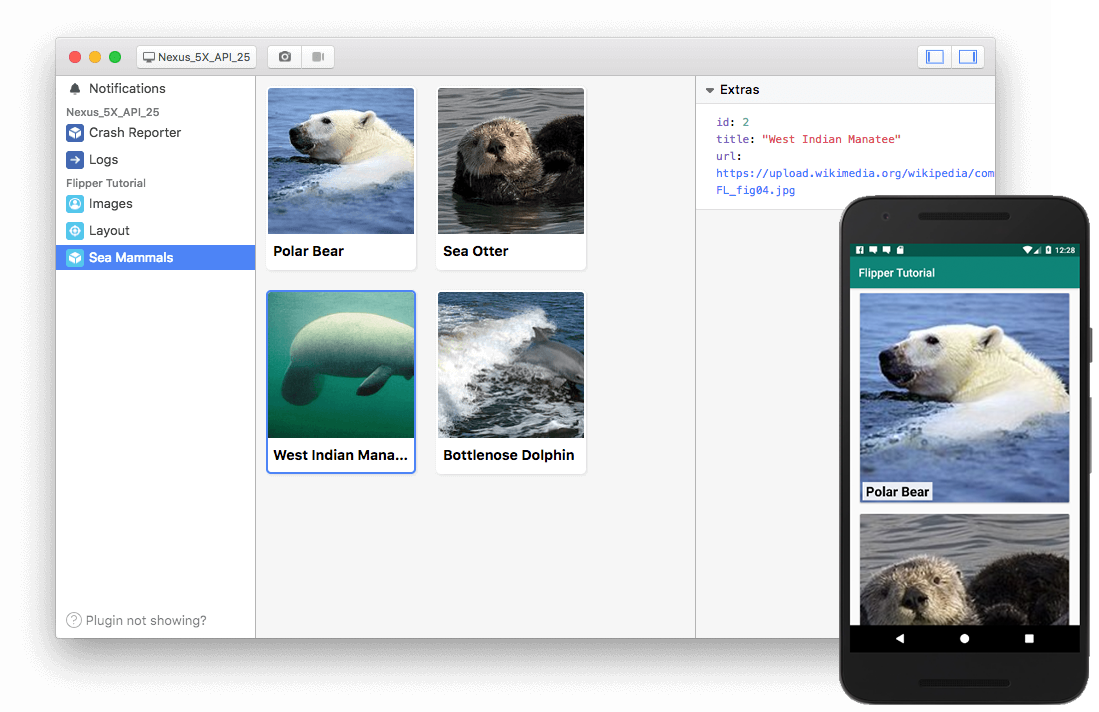 Nexus_5X_API_25
Notifications
Nexus_5X_API_25
Crash Reporter
Logs
Flipper Tutorial
Images
Layout
Sea Mammals
Plugin not showing?
Polar Bear
Sea Otter
West Indian Mana...
Bottlenose Dolphin
Extras
id: 2
title: "West Indian Manatee"
url:
https://upload.wikimedia.org/wikipedia/com
FL_fig04.jpg
12:28
Flipper Tutorial
Polar Bear